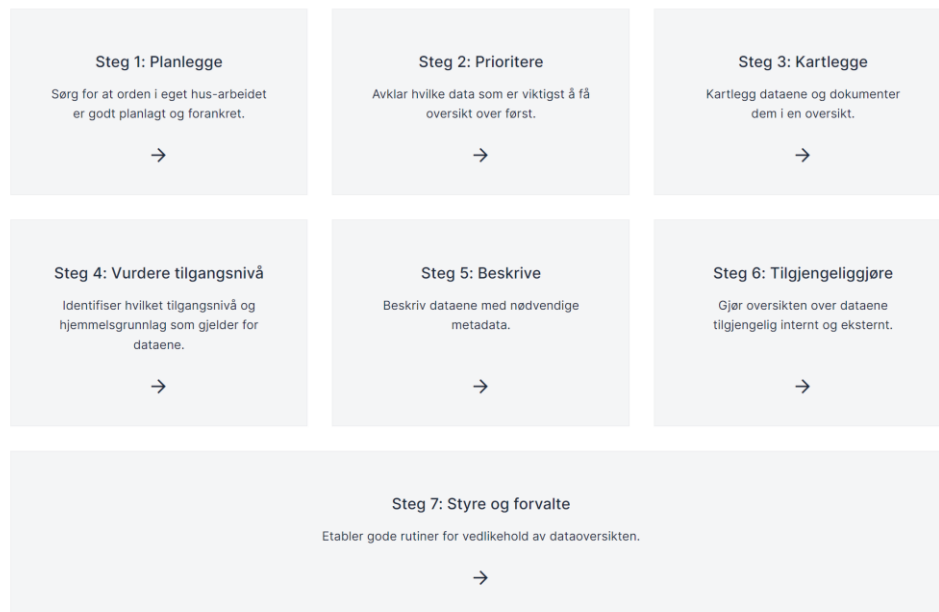 Steg 1: Planlegge
Sørg for at orden i eget hus-arbeidet
er godt planlagt og forankret.
Steg 2: Prioritere
Avklar hvilke data som er viktigst å få
oversikt over først.
Steg 3: Kartlegge
Kartlegg dataene og dokumenter
dem i en oversikt.
Steg 4: Vurdere tilgangsnivå
Identifiser hvilket tilgangsnivå og
hjemmelsgrunnlag som gjelder for
dataene.
Steg 5: Beskrive
Beskriv dataene med nødvendige
metadata.
Steg 6: Tilgjengeliggjøre
Gjør oversikten over dataene
tilgjengelig internt og eksternt.
Steg 7: Styre og forvalte
Etabler gode rutiner for vedlikehold av dataoversikten.